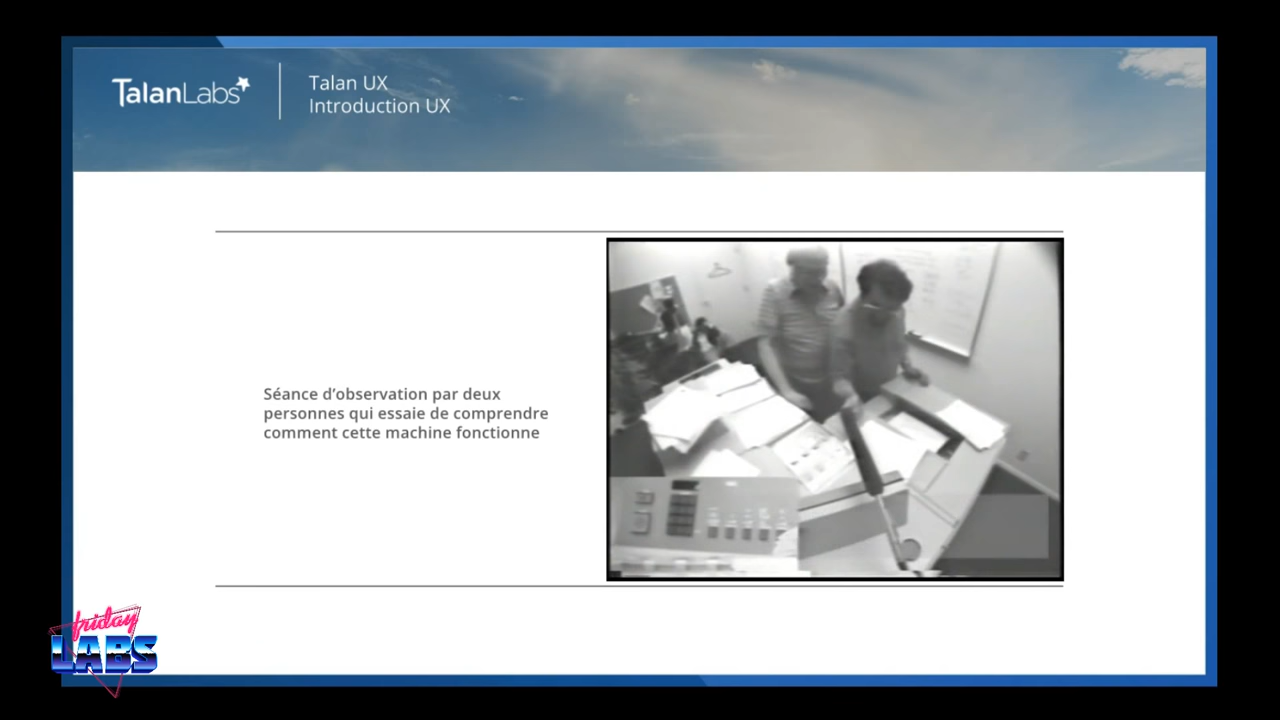 TalanLabs
Talan UX
Introduction UX
Séance d’observation par deux
personnes qui essaie de comprendre
comment cette machine fonctionne
friday
LABS